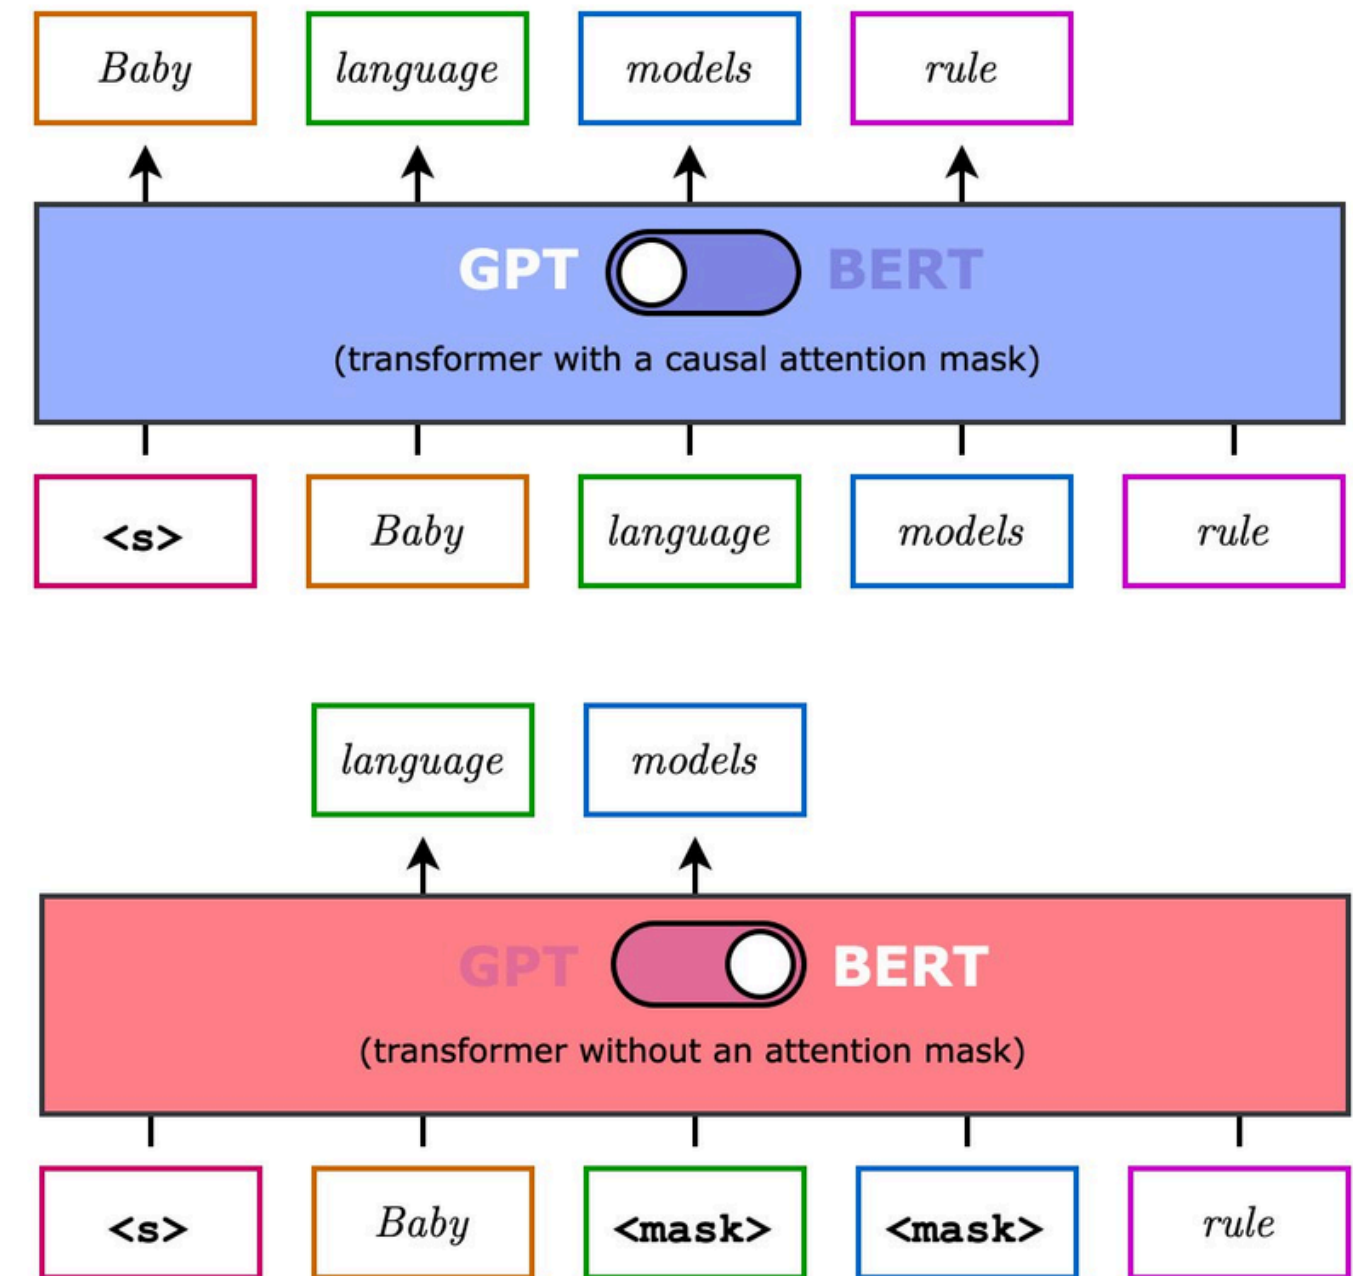 Baby language models rule
GPT BERT
(transformer with a causal attention mask)
<s> Baby language models rule
language models
GPT BERT
(transformer without an attention mask)
<s> Baby <mask> <mask> rule